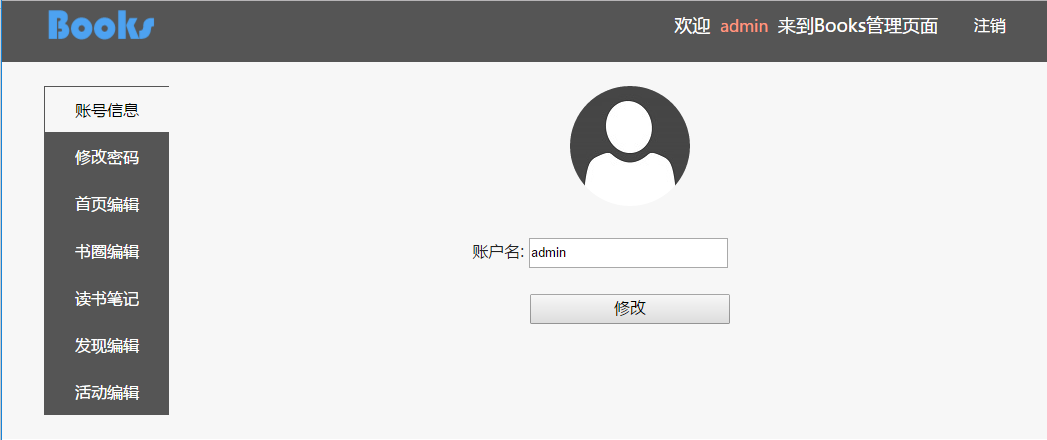 Books
欢迎 admin 来到Books管理页面 注销
账号信息
修改密码
首页编辑
书圈编辑
读书笔记
发现编辑
活动编辑
账户名: admin
修改